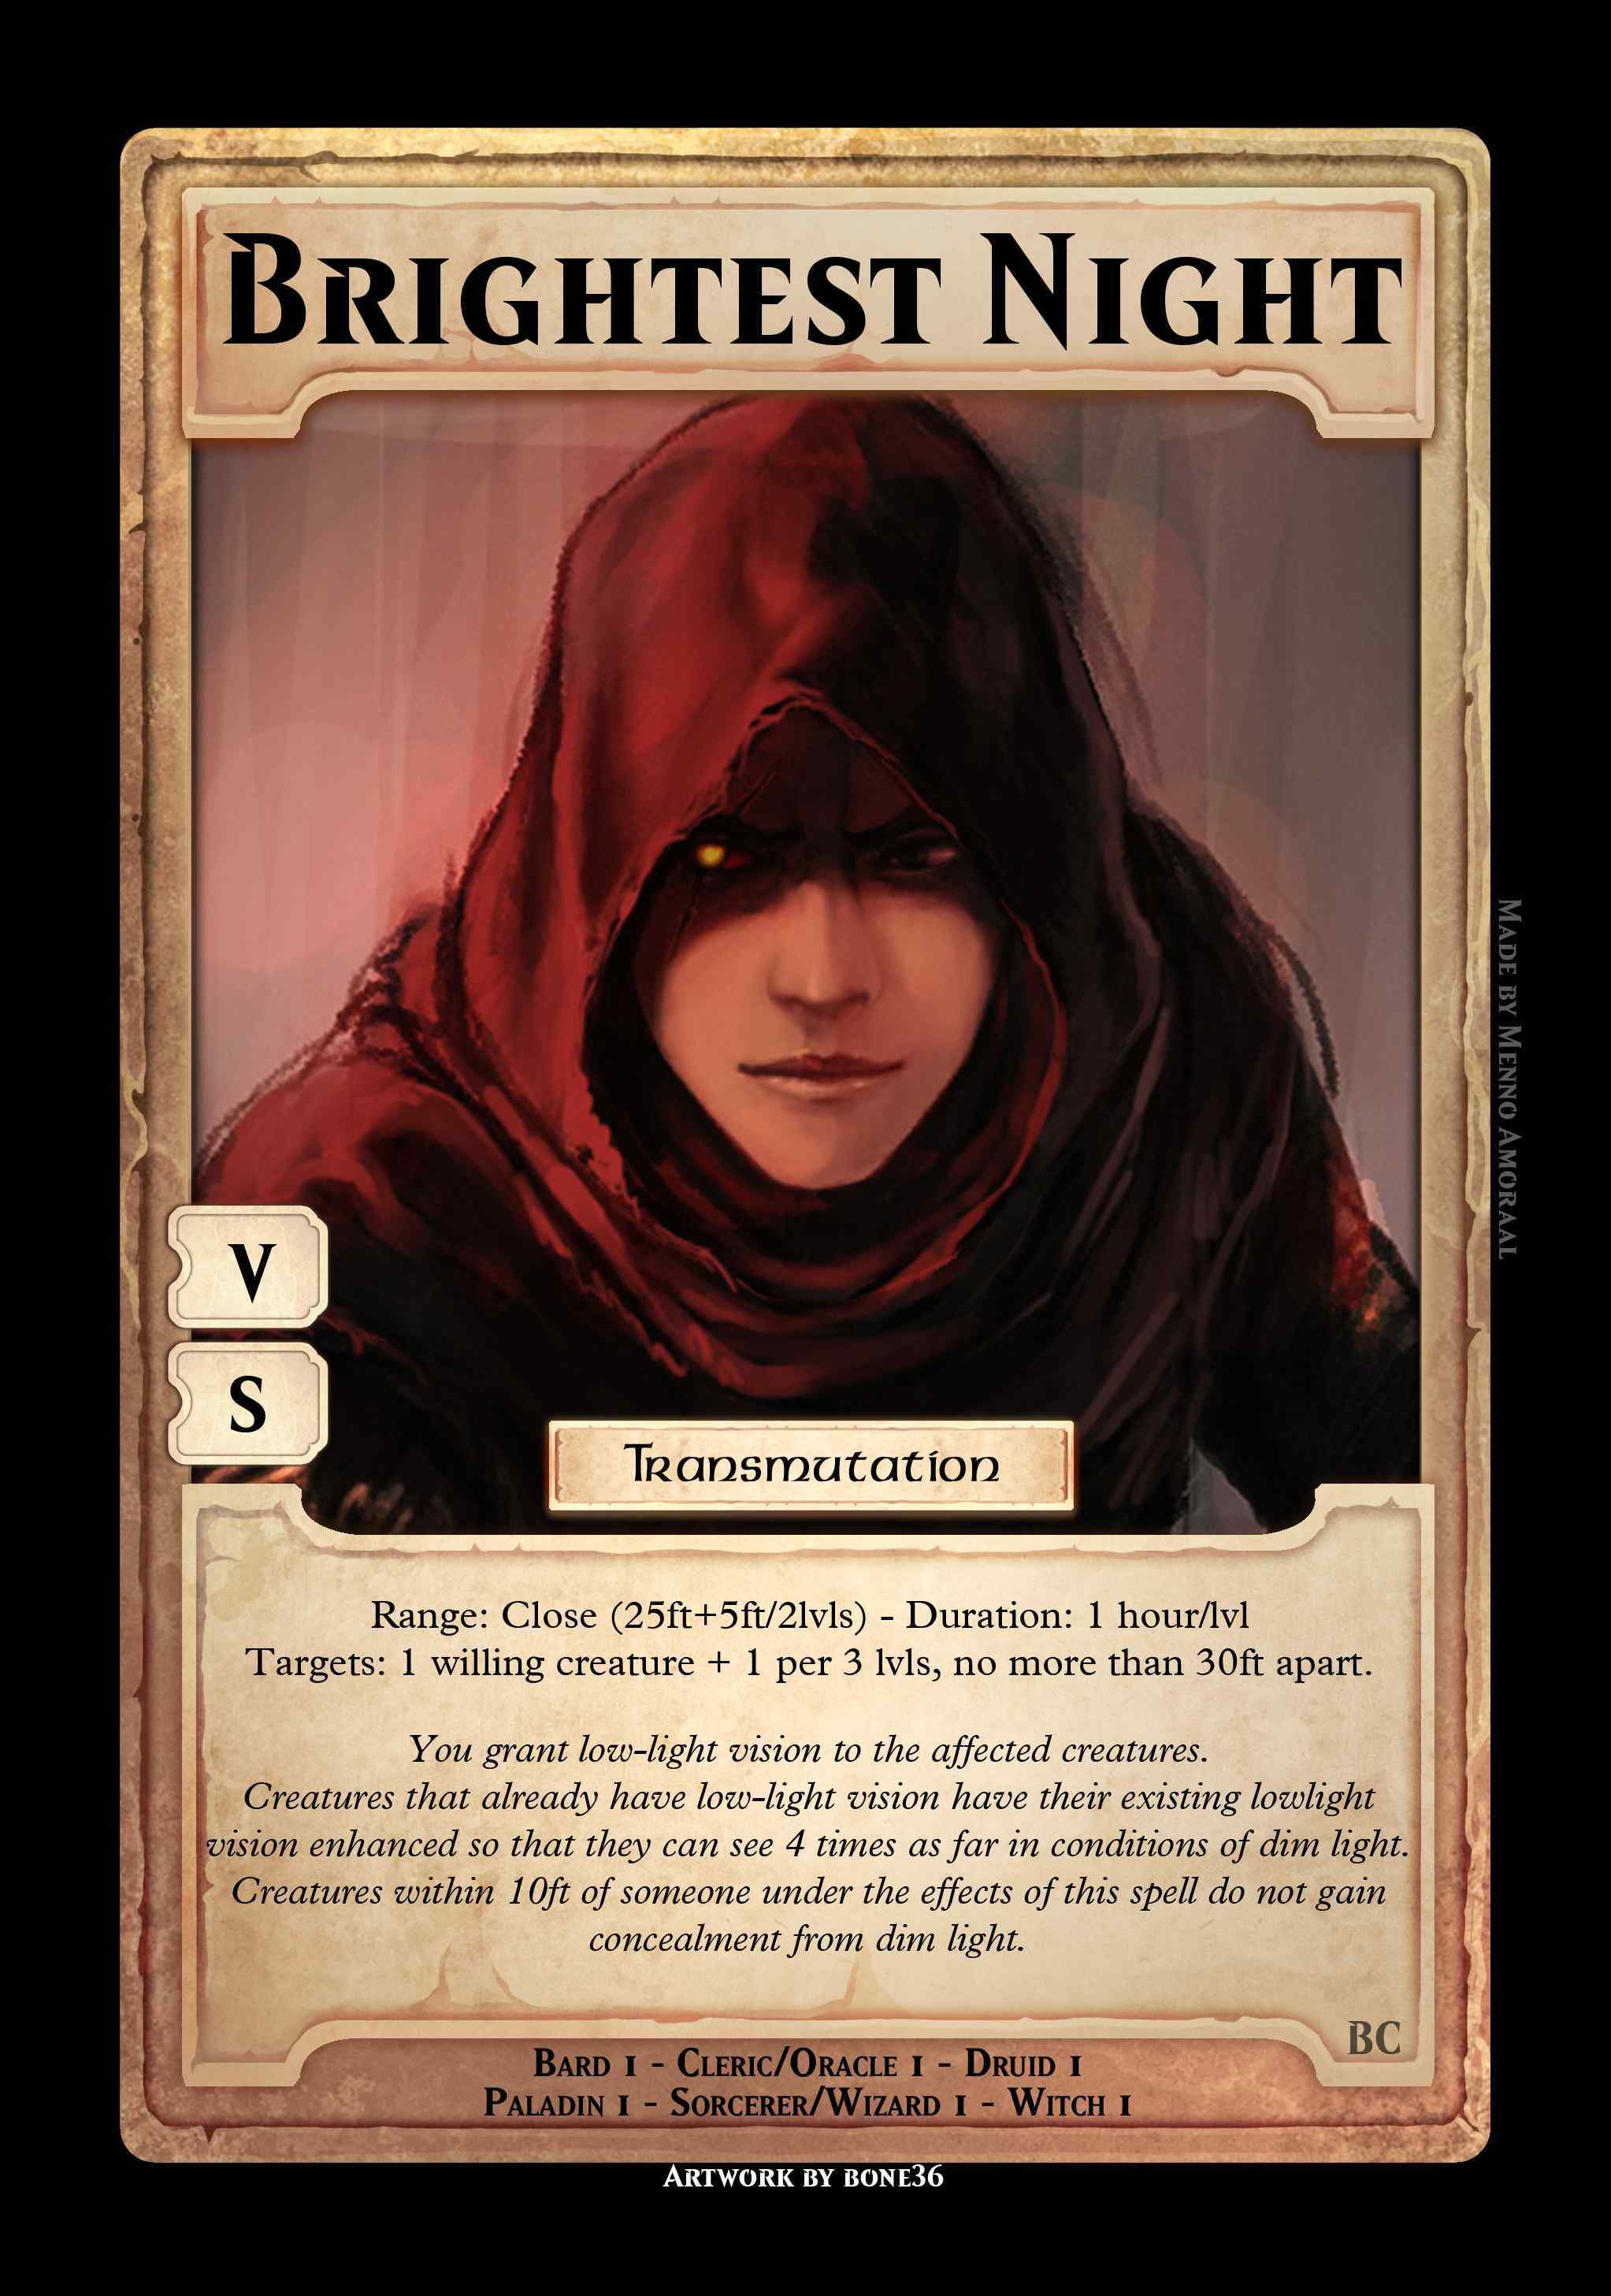 Brightest Night
V
S
Transmutation
Range: Close (25ft+5ft/2lvls) - Duration: 1 hour/lvl
Targets: 1 willing creature + 1 per 3 lvls, no more than 30ft apart.
You grant low-light vision to the affected creatures.
Creatures that already have low-light vision have their existing lowlight
vision enhanced so that they can see 4 times as far in conditions of dim light.
Creatures within 10ft of someone under the effects of this spell do not gain
concealment from dim light.
BC
Bard 1 - Cleric/Oracle 1 - Druid 1
Paladin 1 - Sorcerer/Wizard 1 - Witch 1
Artwork by bone36
Made by Menno Amoraal